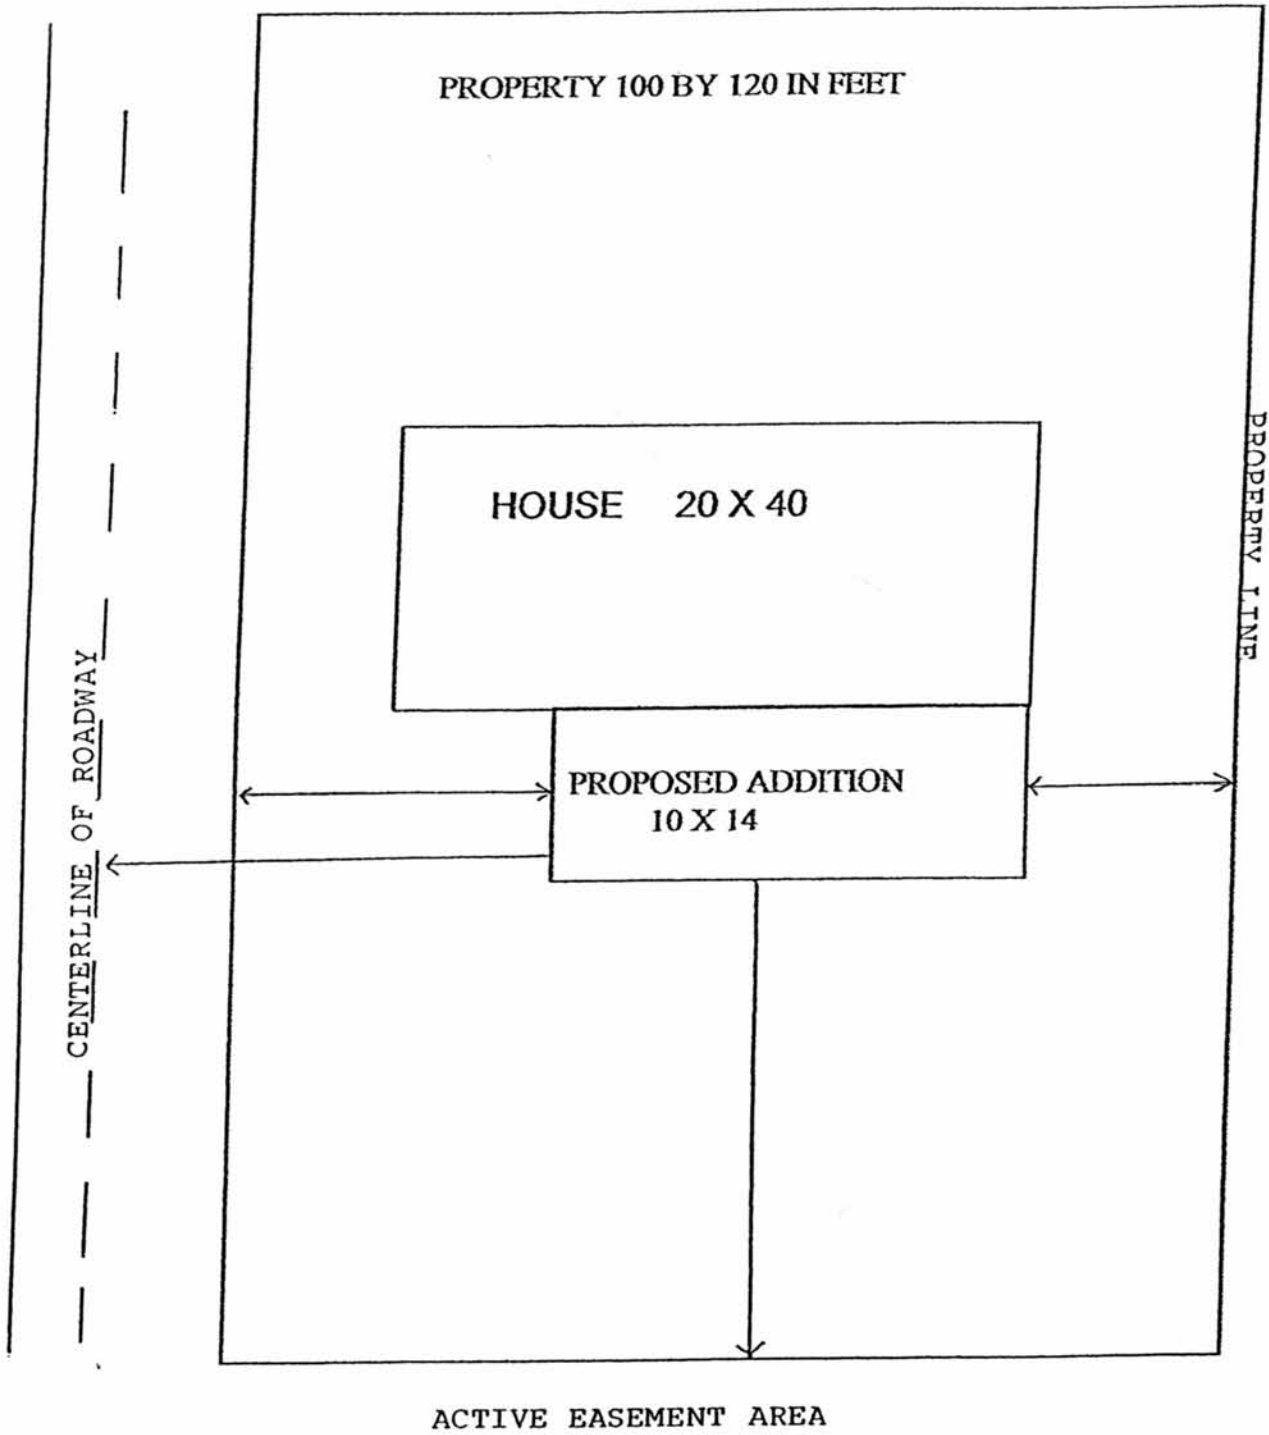 PROPERTY 100 BY 120 IN FEET
HOUSE 20 X 40
PROPERTY LINE
CENTERLINE OF ROADWAY
PROPOSED ADDITION
10 X 14
ACTIVE EASEMENT AREA